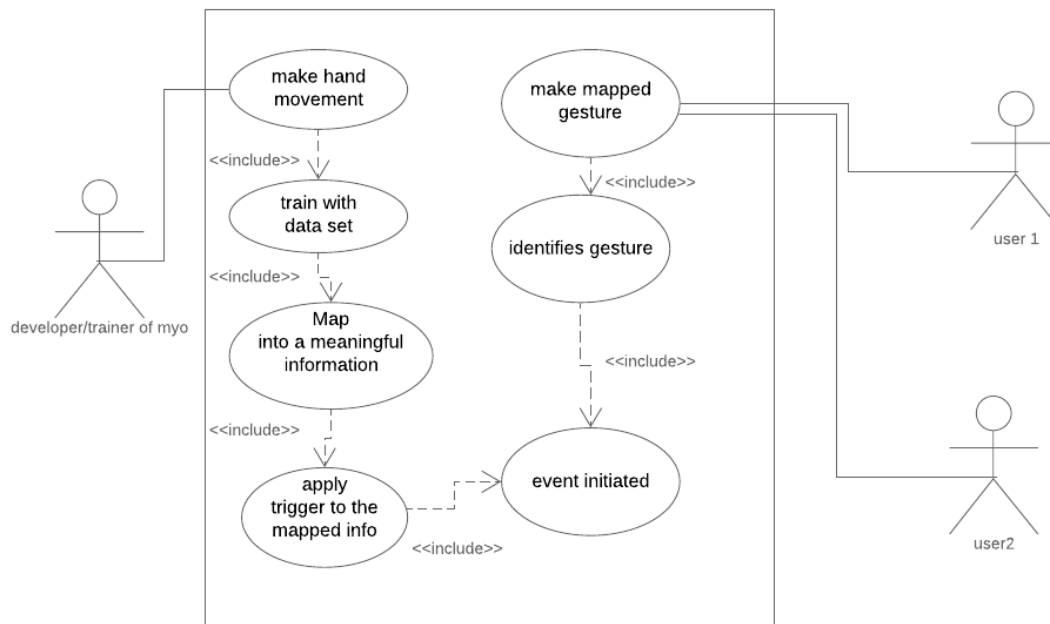 make hand
movement
<<include>>
train with
data set
<<include>>
Map
into a meaningful
information
<<include>>
apply
trigger to the
mapped info
<<include>>
make mapped
gesture
<<include>>
identifies gesture
<<include>>
event initiated
developer/trainer of myo
user 1
user2